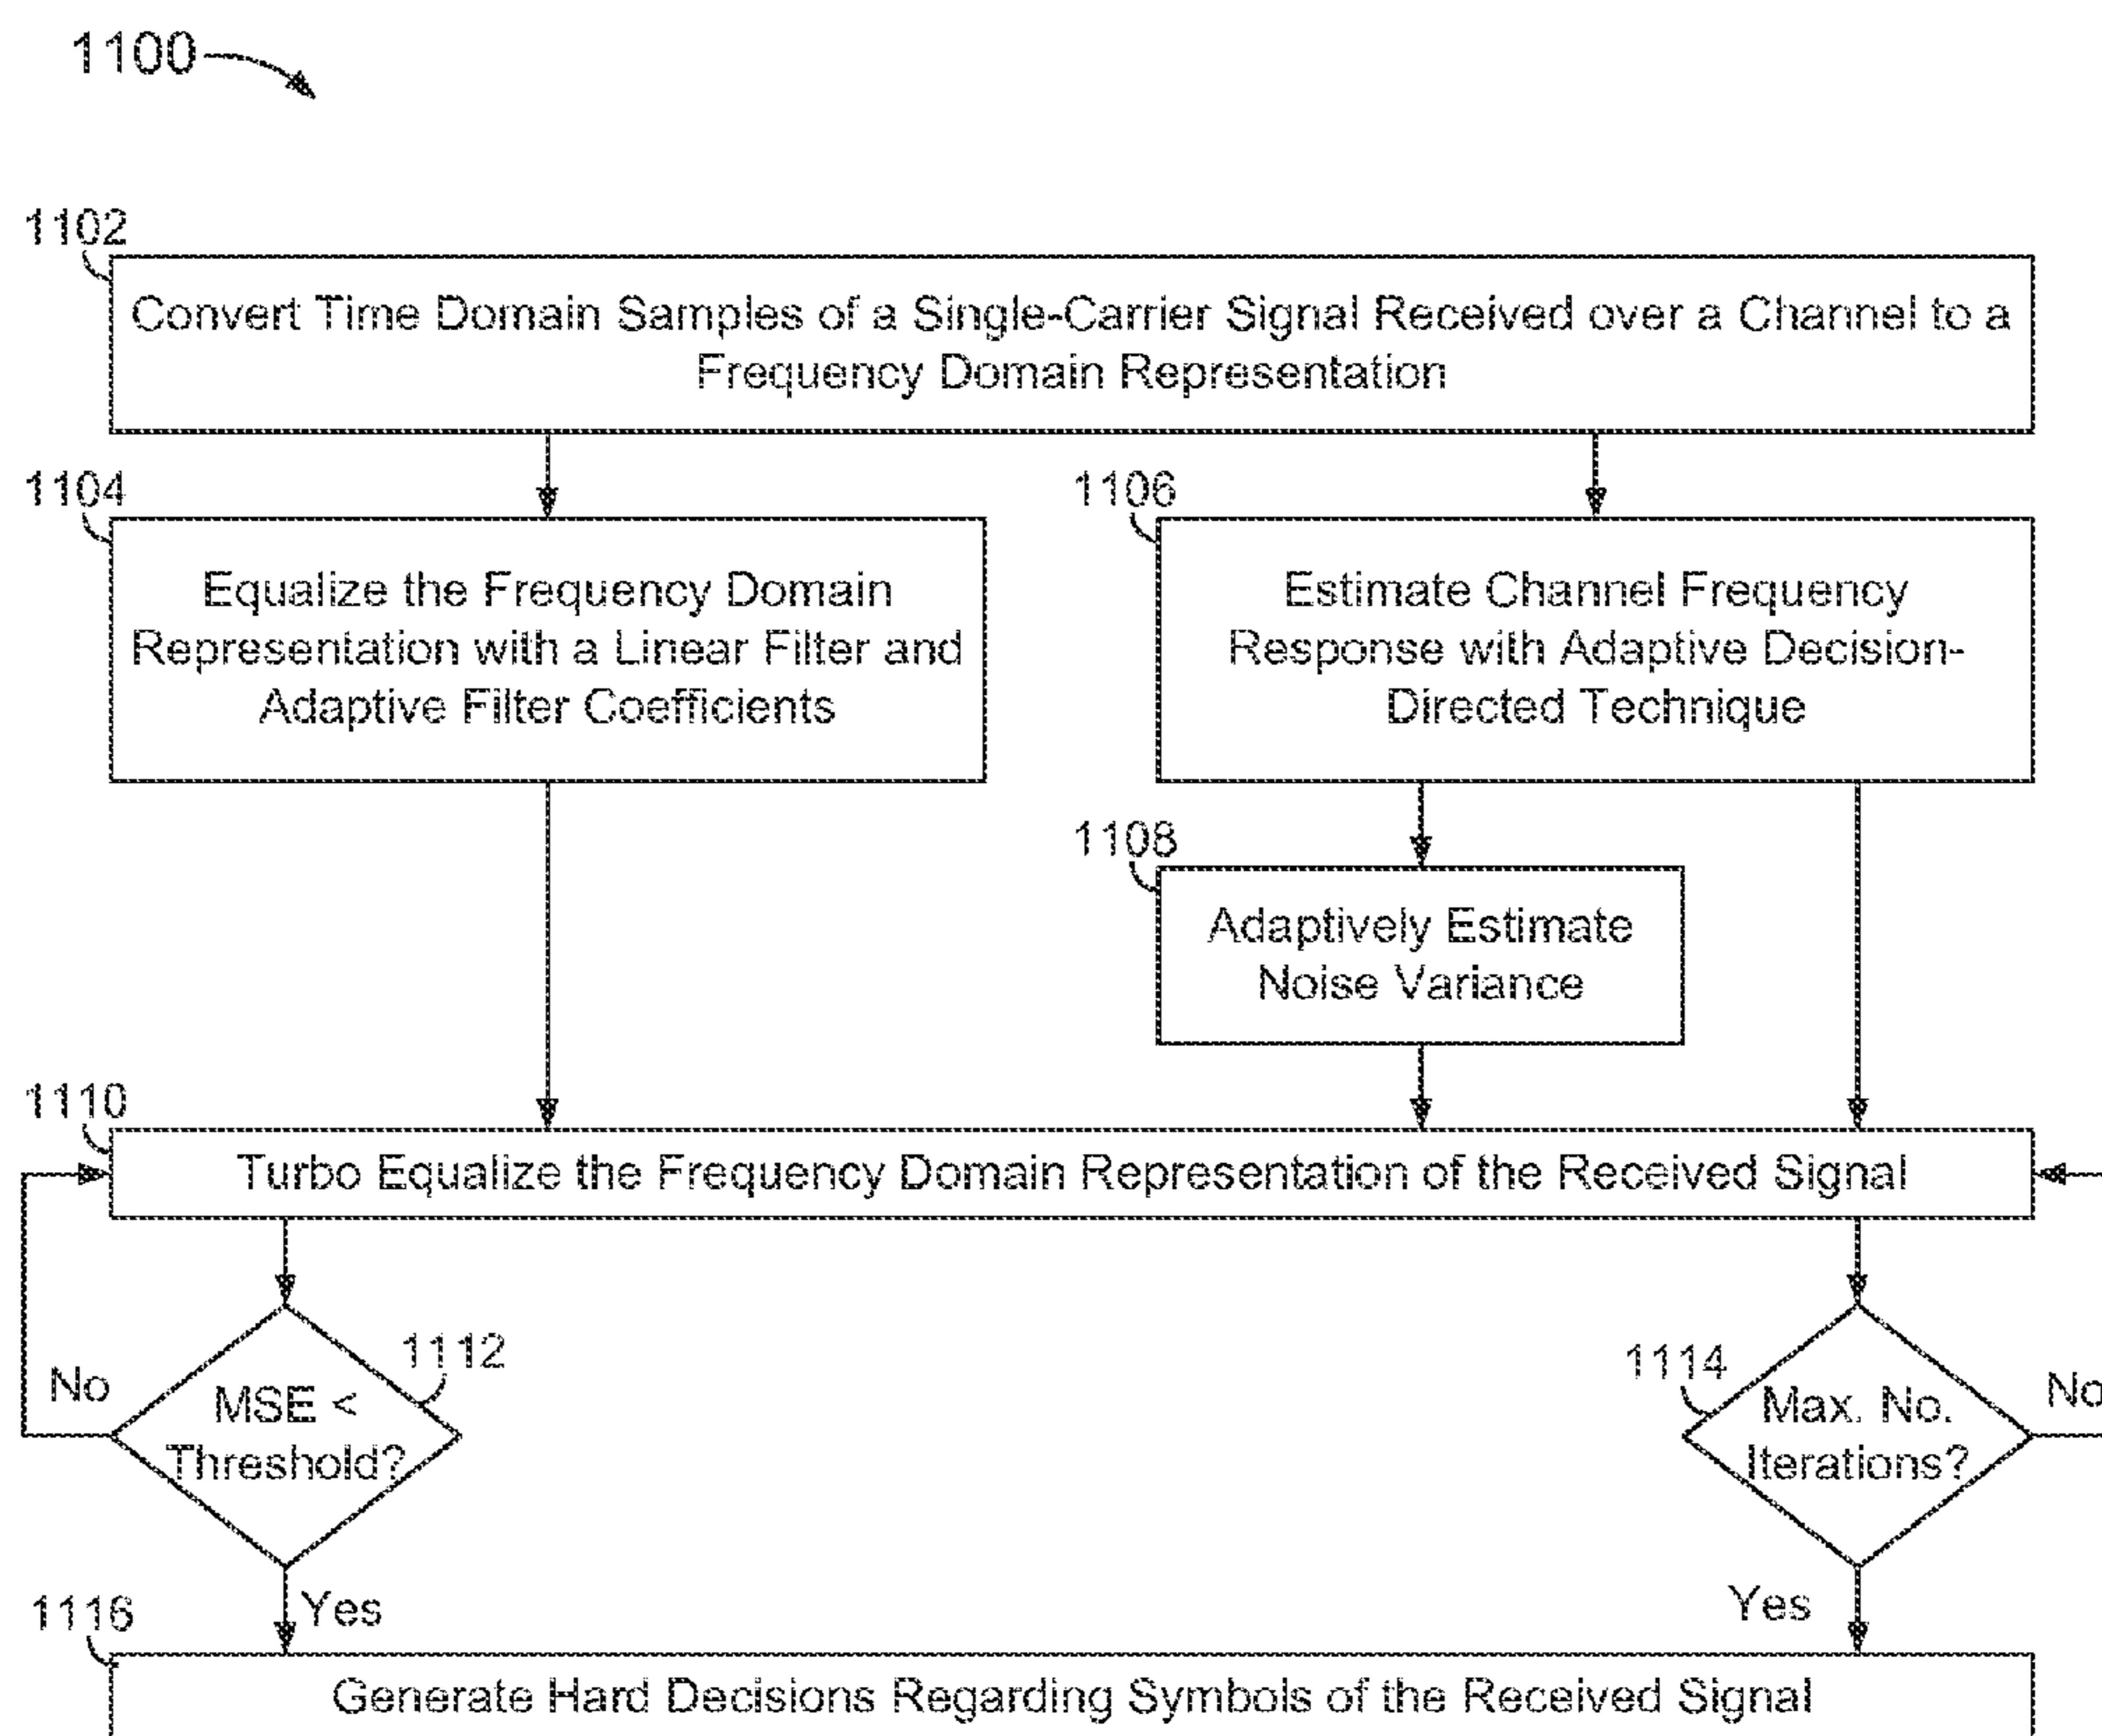 1100
1102
Convert Time Domain Samples of a Single-Carrier Signal Received over a Channel to a
Frequency Domain Representation
1104
Equalize the Frequency Domain
Representation with a Linear Filter and
Adaptive Filter Coefficients
1106
Estimate Channel Frequency
Response with Adaptive Decision-
Directed Technique
1108
Adaptively Estimate
Noise Variance
1110
Turbo Equalize the Frequency Domain Representation of the Received Signal
No
MSE <
Threshold?
1112
1114
Max. No.
Iterations?
No
Yes
Yes
1116
Generate Hard Decisions Regarding Symbols of the Received Signal